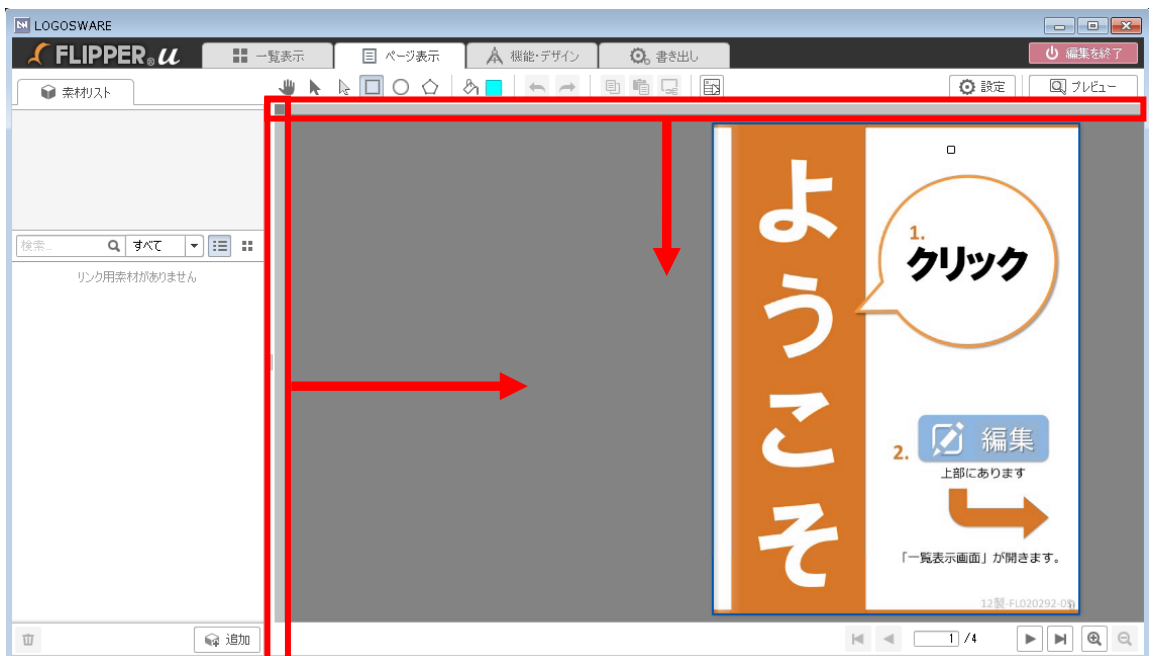 LOGOSWARE
FLIPPER® u
一覧表示
ページ表示
機能・デザイン
書き出し
編集を終了
素材リスト
設定
プレビュー
検索...
すべて
リンク用素材がありません
ようこそ
1.
クリック
2.
編集
上部にあります
「一覧表示画面」が開きます。
追加
1 /4